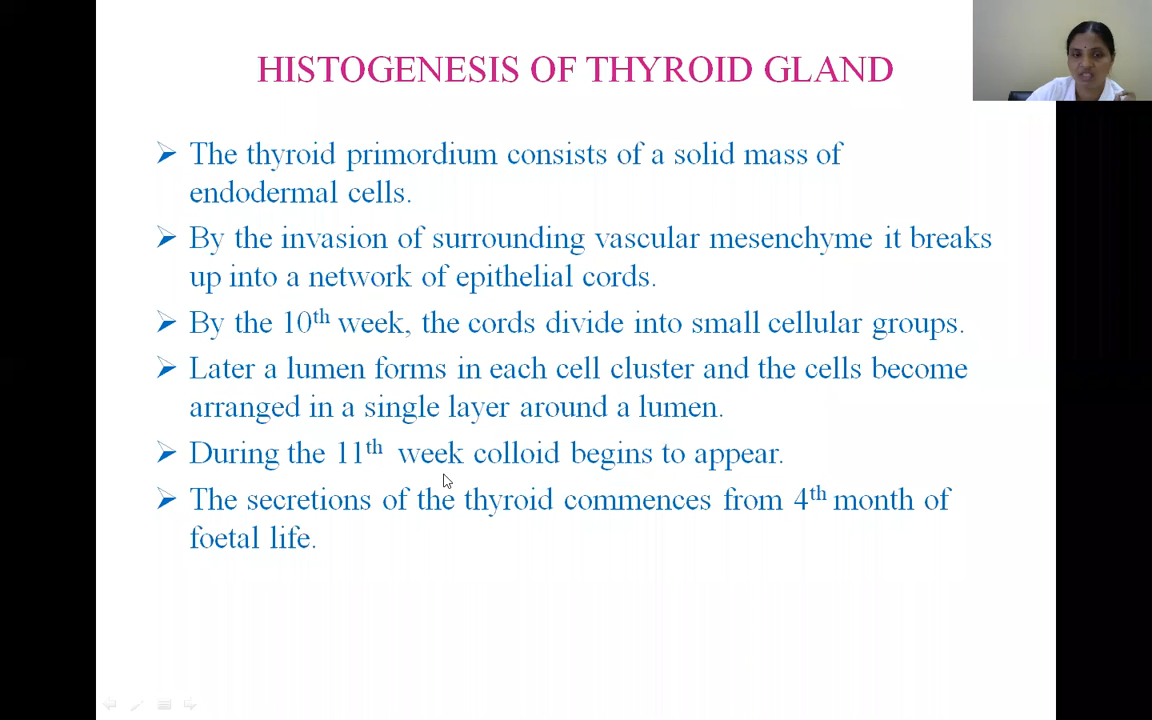 HISTOGENESIS OF THYROID GLAND
➢ The thyroid primordium consists of a solid mass of
endodermal cells.
➢ By the invasion of surrounding vascular mesenchyme it breaks
up into a network of epithelial cords.
➢ By the 10th week, the cords divide into small cellular groups.
➢ Later a lumen forms in each cell cluster and the cells become
arranged in a single layer around a lumen.
➢ During the 11th week colloid begins to appear.
➢ The secretions of the thyroid commences from 4th month of
foetal life.